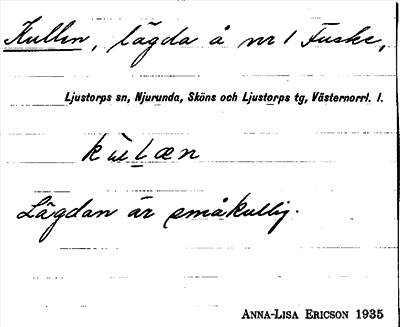 Kullen, lägda å nr 1 Fuske,
Ljustorps sn, Njurunda, Sköns och Ljustorps tg, Västernorrl. l.
kùlæn
Lägdan är småkullig.
ANNA-LISA ERICSON 1935